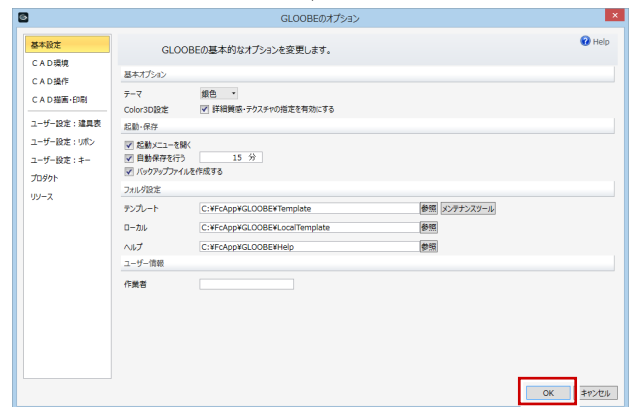 GLOOBEのオプション
×
Help
基本設定
CAD環境
CAD操作
CAD描画・印刷
ユーザー設定：建具表
ユーザー設定：リボン
ユーザー設定：キー
プロダクト
リソース
GLOOBEの基本的なオプションを変更します。
基本オプション
テーマ 銀色
Color3D設定 詳細質感・テクスチャの指定を有効にする
起動・保存
起動メニューを開く
自動保存を行う 15 分
バックアップファイルを作成する
フォルダ設定
テンプレート C:¥FcApp¥GLOOBE¥Template 参照 メンテナンスツール
ローカル C:¥FcApp¥GLOOBE¥LocalTemplate 参照
ヘルプ C:¥FcApp¥GLOOBE¥Help 参照
ユーザー情報
作業者
OK キャンセル